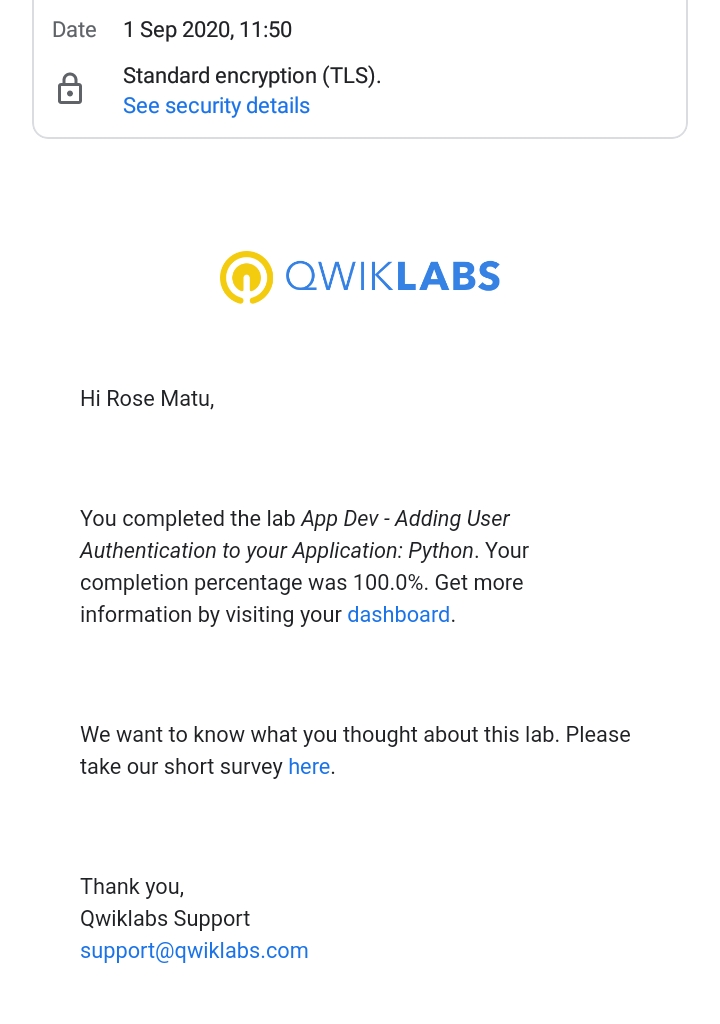 Date 1 Sep 2020, 11:50
Standard encryption (TLS).
See security details
QWIKLABS
Hi Rose Matu,
You completed the lab App Dev - Adding User
Authentication to your Application: Python. Your
completion percentage was 100.0%. Get more
information by visiting your dashboard.
We want to know what you thought about this lab. Please
take our short survey here.
Thank you,
Qwiklabs Support
support@qwiklabs.com